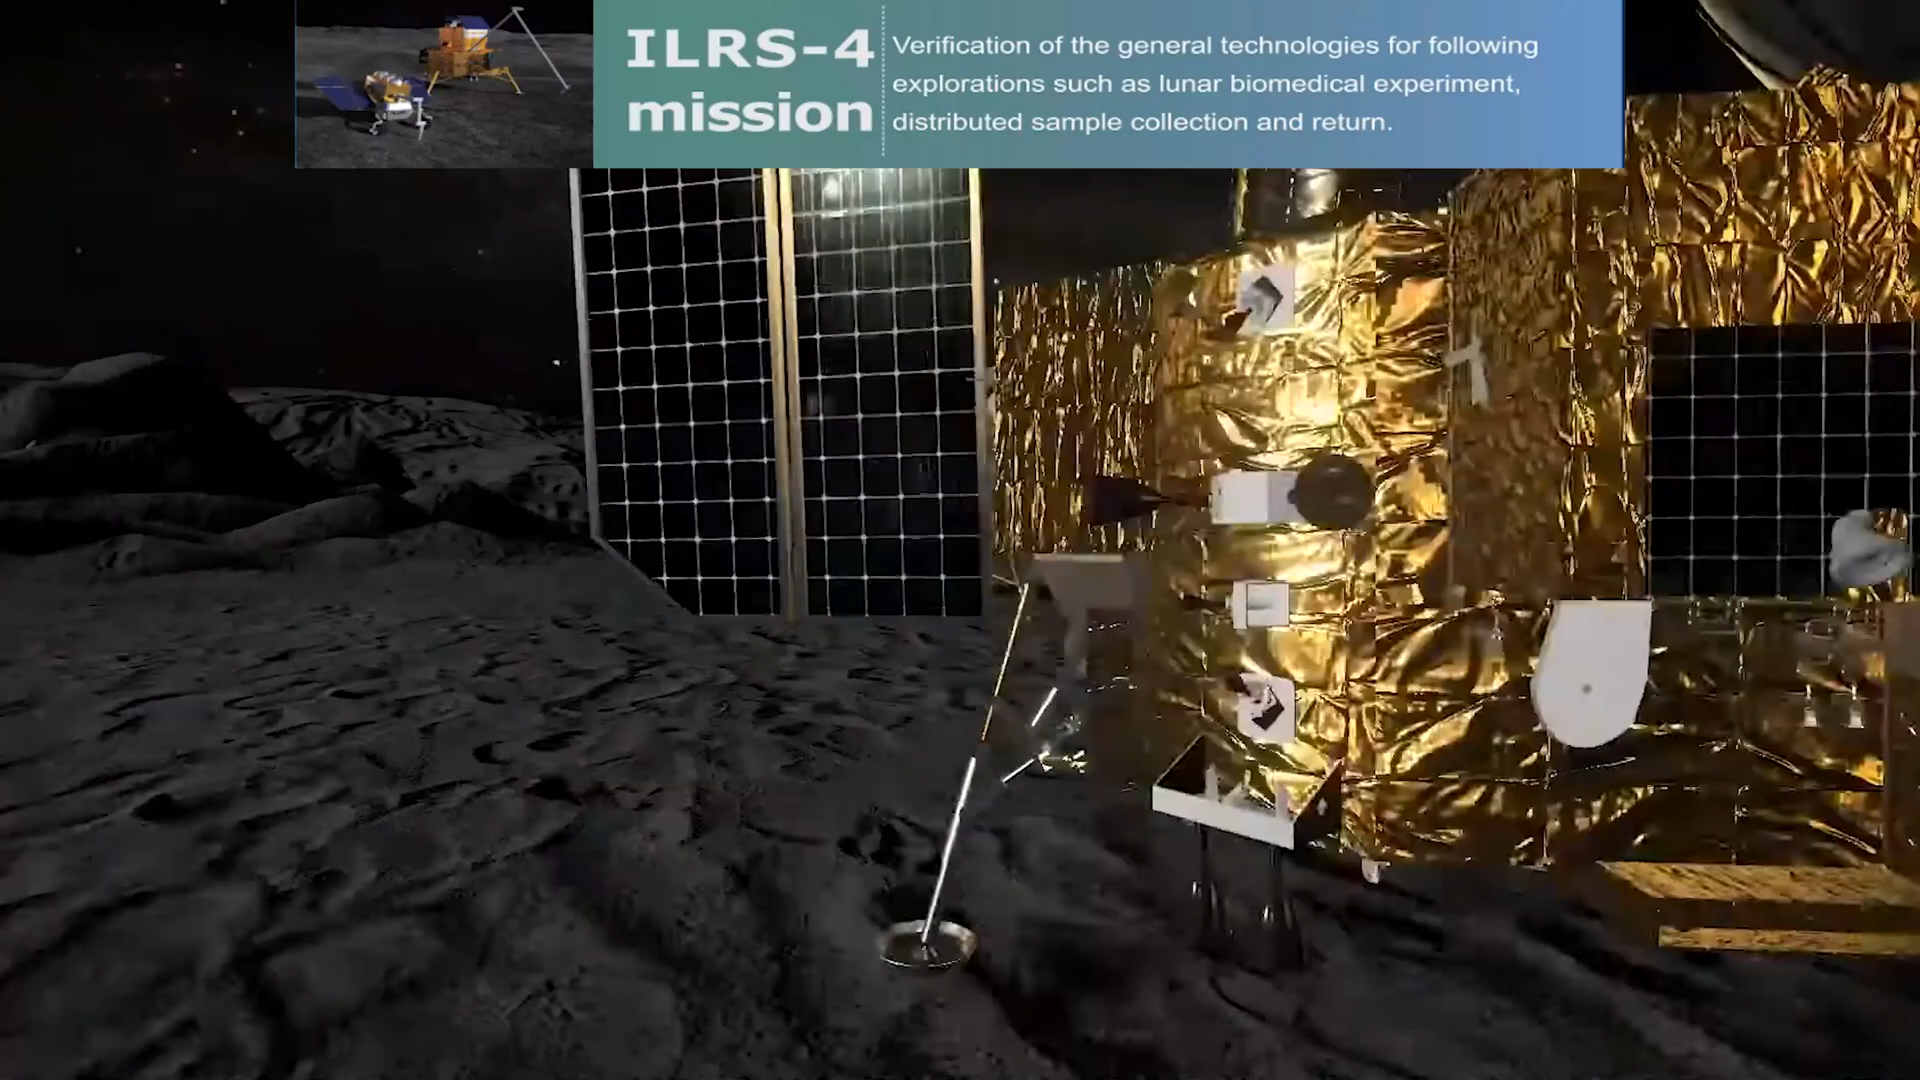 ILRS-4
mission
Verification of the general technologies for following
explorations such as lunar biomedical experiment,
distributed sample collection and return.